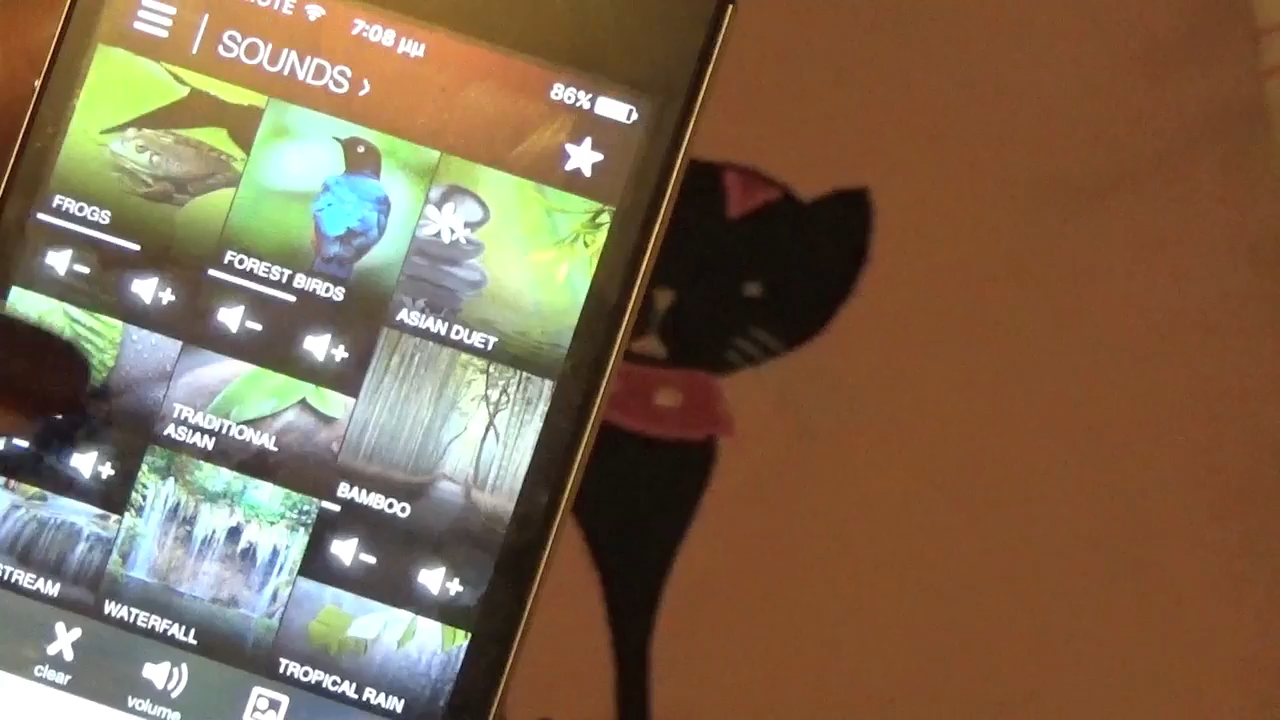 7:08 μμ
86%
SOUNDS >
FROGS
FOREST BIRDS
ASIAN DUET
TRADITIONAL
ASIAN
BAMBOO
STREAM
WATERFALL
TROPICAL RAIN
clear
volume